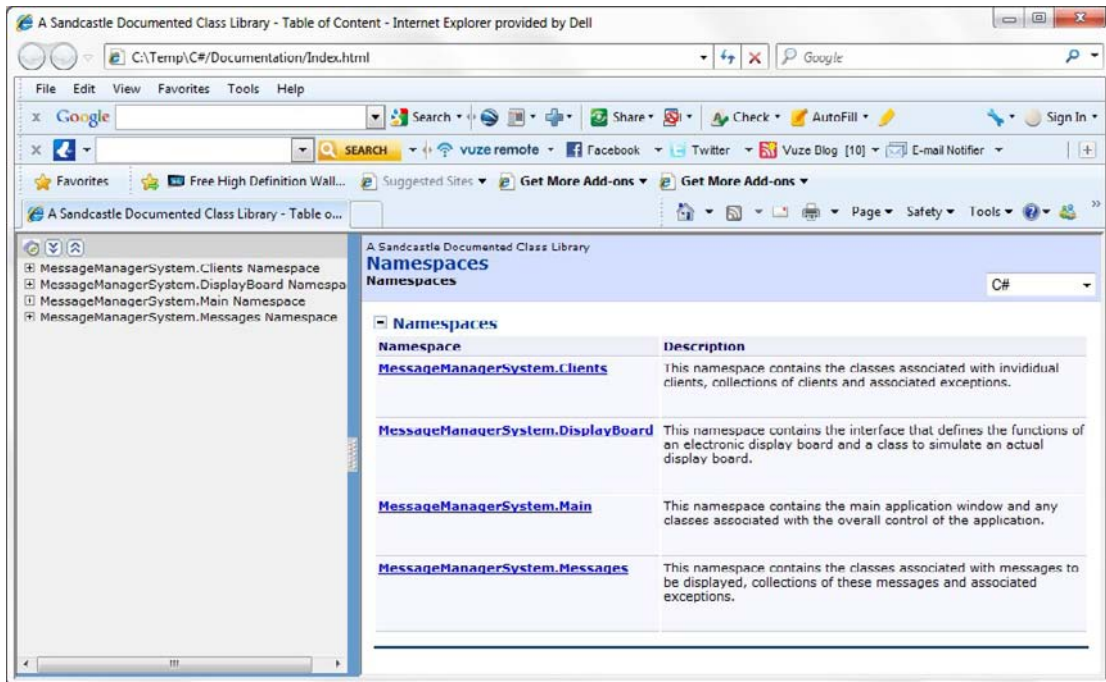 A Sandcastle Documented Class Library - Table of Content - Internet Explorer provided by Dell
C:\Temp\C#/Documentation/Index.html
Google
File Edit View Favorites Tools Help
x Google Search Share Check AutoFill Sign In
x SEARCH vuze remote Facebook Twitter Vuze Blog [10] E-mail Notifier
Favorites Free High Definition Wall... Suggested Sites Get More Add-ons Get More Add-ons
A Sandcastle Documented Class Library - Table o... Page Safety Tools
MessageManagerSystem.Clients Namespace
MessageManagerSystem.DisplayBoard Namespa
MessageManagerSystem.Main Namespace
MessageManagerSystem.Messages Namespace
A Sandcastle Documented Class Library
Namespaces
Namespaces
C#
Namespaces
Namespace Description
MessageManagerSystem.Clients This namespace contains the classes associated with invididual
clients, collections of clients and associated exceptions.
MessageManagerSystem.DisplayBoard This namespace contains the interface that defines the functions of
an electronic display board and a class to simulate an actual
display board.
MessageManagerSystem.Main This namespace contains the main application window and any
classes associated with the overall control of the application.
MessageManagerSystem.Messages This namespace contains the classes associated with messages to
be displayed, collections of these messages and associated
exceptions.